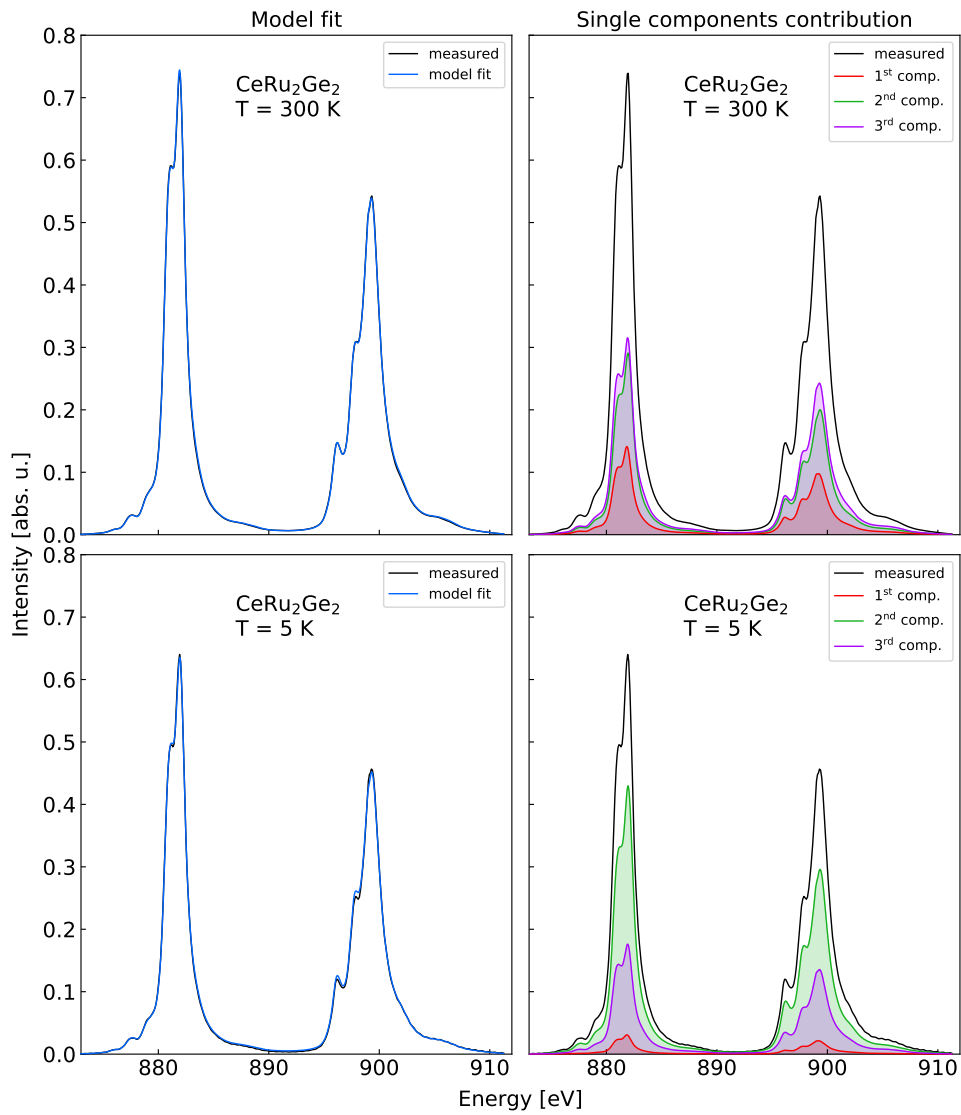 Model fit
Single components contribution
Intensity [abs. u.]
0.8
0.7
0.6
0.5
0.4
0.3
0.2
0.1
0.0
CeRu₂Ge₂
T = 300 K
measured
model fit
CeRu₂Ge₂
T = 300 K
measured
1ˢᵗ comp.
2ⁿᵈ comp.
3ʳᵈ comp.
0.8
0.7
0.6
0.5
0.4
0.3
0.2
0.1
0.0
CeRu₂Ge₂
T = 5 K
measured
model fit
880 890 900 910
CeRu₂Ge₂
T = 5 K
measured
1ˢᵗ comp.
2ⁿᵈ comp.
3ʳᵈ comp.
880 890 900 910
Energy [eV]